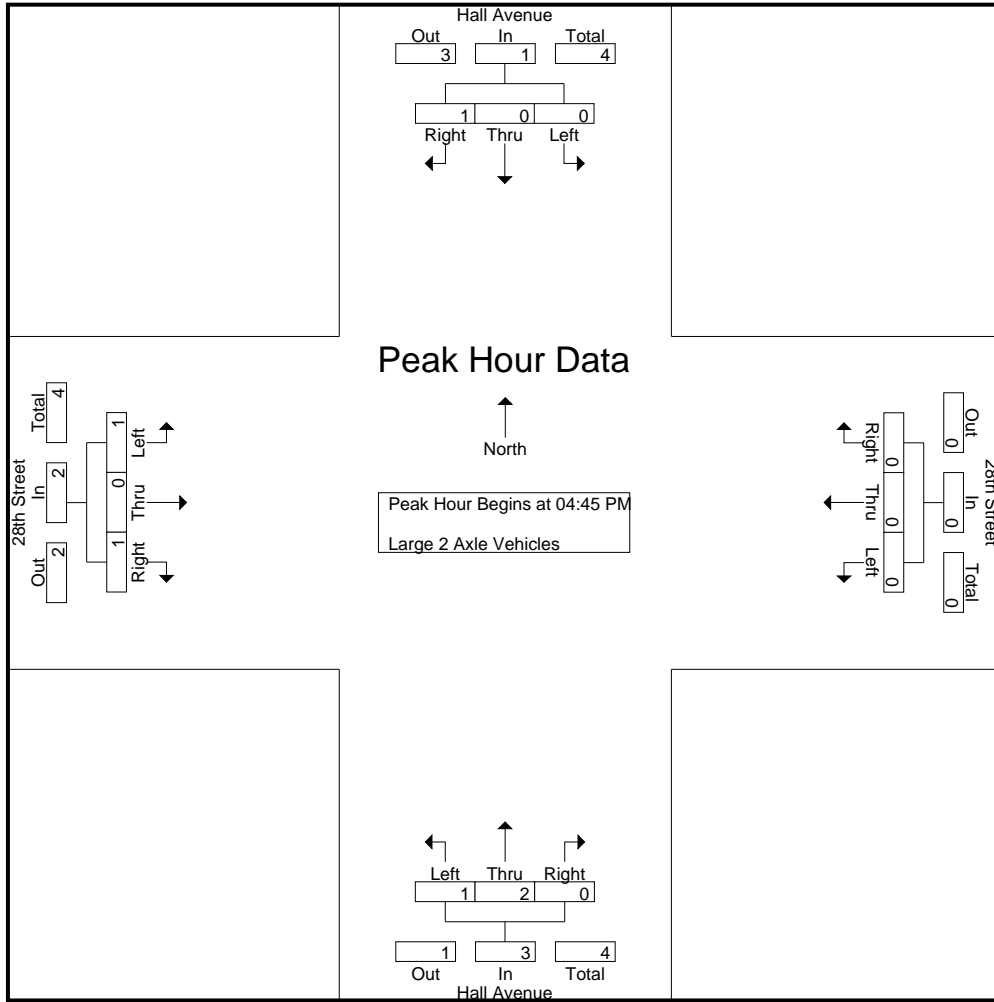 Hall Avenue
Out In Total
3 1 4
1 0 0
Right Thru Left
Peak Hour Data
North
Peak Hour Begins at 04:45 PM
Large 2 Axle Vehicles
28th Street
Out In Total
2 2 4
Right Thru Left
1 0 1
28th Street
Out In Total
0 0 0
Right Thru Left
0 0 0
Left Thru Right
1 2 0
1 3 4
Out In Total
Hall Avenue